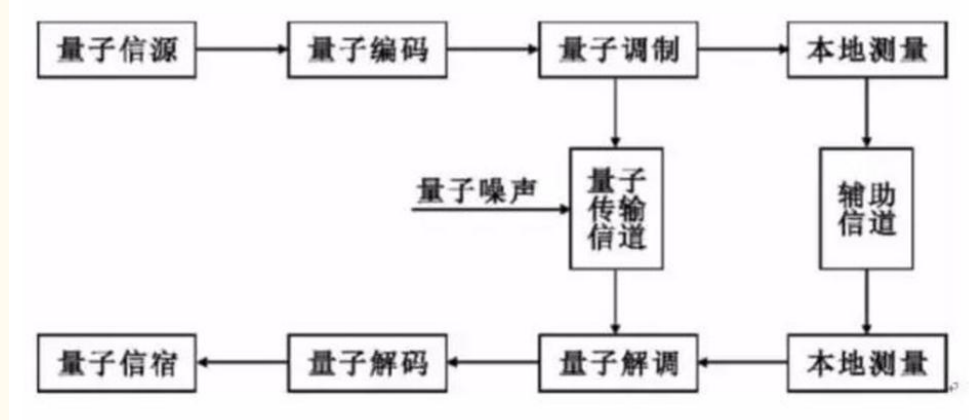 量子信源
量子编码
量子调制
本地测量
量子噪声
量子
传输
信道
辅助
信道
量子信宿
量子解码
量子解调
本地测量